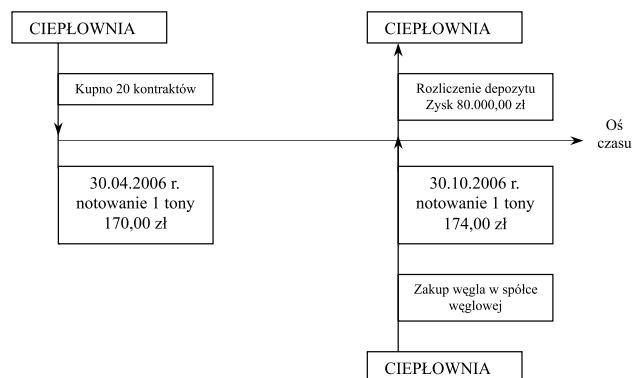 CIEPŁOWNIA
CIEPŁOWNIA
Kupno 20 kontraktów
Rozliczenie depozytu
Zysk 80.000,00 zł
Oś
czasu
30.04.2006 r.
notowanie 1 tony
170,00 zł
30.10.2006 r.
notowanie 1 tony
174,00 zł
Zakup węgla w spółce
węglowej
CIEPŁOWNIA